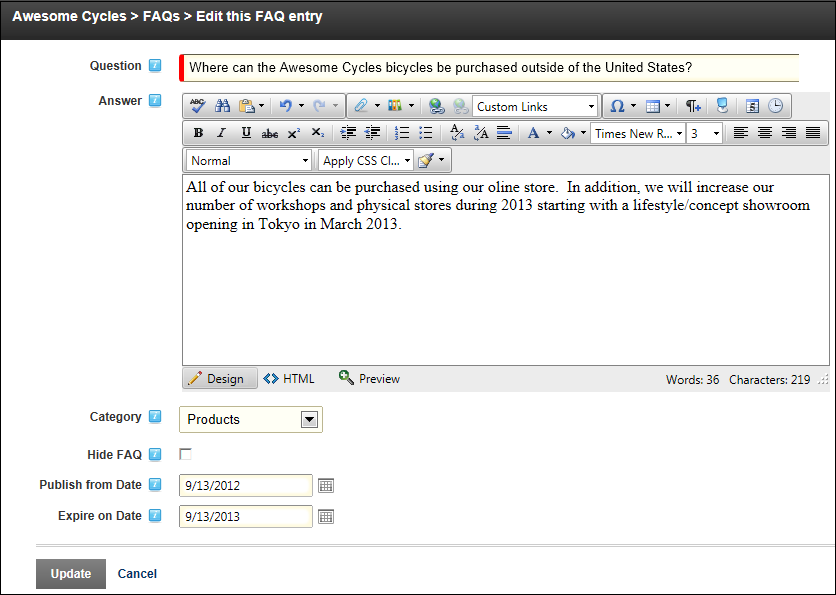 Awesome Cycles > FAQs > Edit this FAQ entry
Question
Where can the Awesome Cycles bicycles be purchased outside of the United States?
Answer
ABC
Custom Links
Ω
B I U abc x² x₂
A
Times New R... 3
Normal
Apply CSS Cl...
All of our bicycles can be purchased using our oline store.  In addition, we will increase our
number of workshops and physical stores during 2013 starting with a lifestyle/concept showroom
opening in Tokyo in March 2013.
Design HTML Preview Words: 36 Characters: 219
Category
Products
Hide FAQ
Publish from Date
9/13/2012
Expire on Date
9/13/2013
Update Cancel